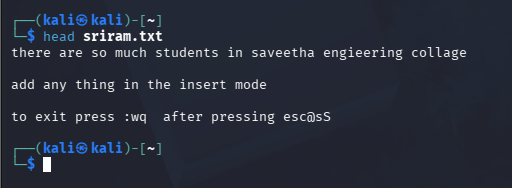 ┌──(kali㉿kali)-[~]
└─$ head sriram.txt
there are so much students in saveetha engieering collage
add any thing in the insert mode
to exit press :wq  after pressing esc@sS
┌──(kali㉿kali)-[~]
└─$